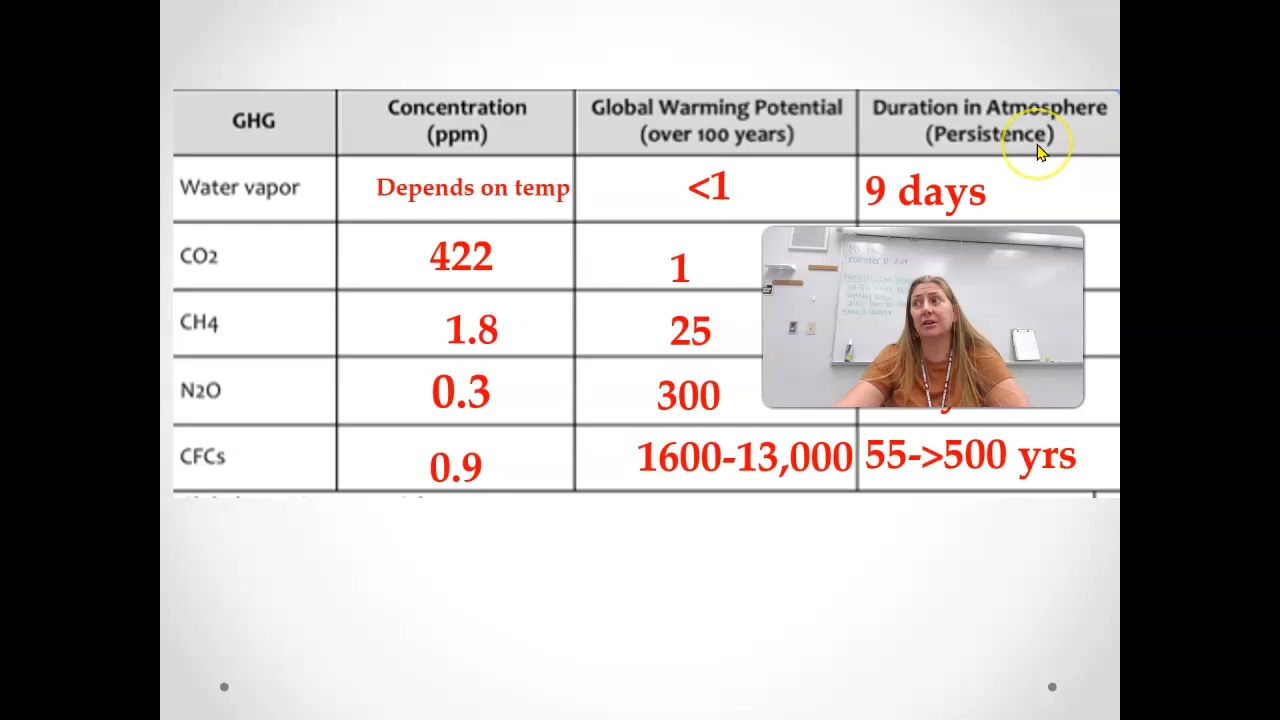 GHG
Concentration
(ppm)
Global Warming Potential
(over 100 years)
Duration in Atmosphere
(Persistence)
Water vapor
Depends on temp
<1
9 days
CO2
422
1
CH4
1.8
25
N2O
0.3
300
CFCs
0.9
1600-13,000
55->500 yrs